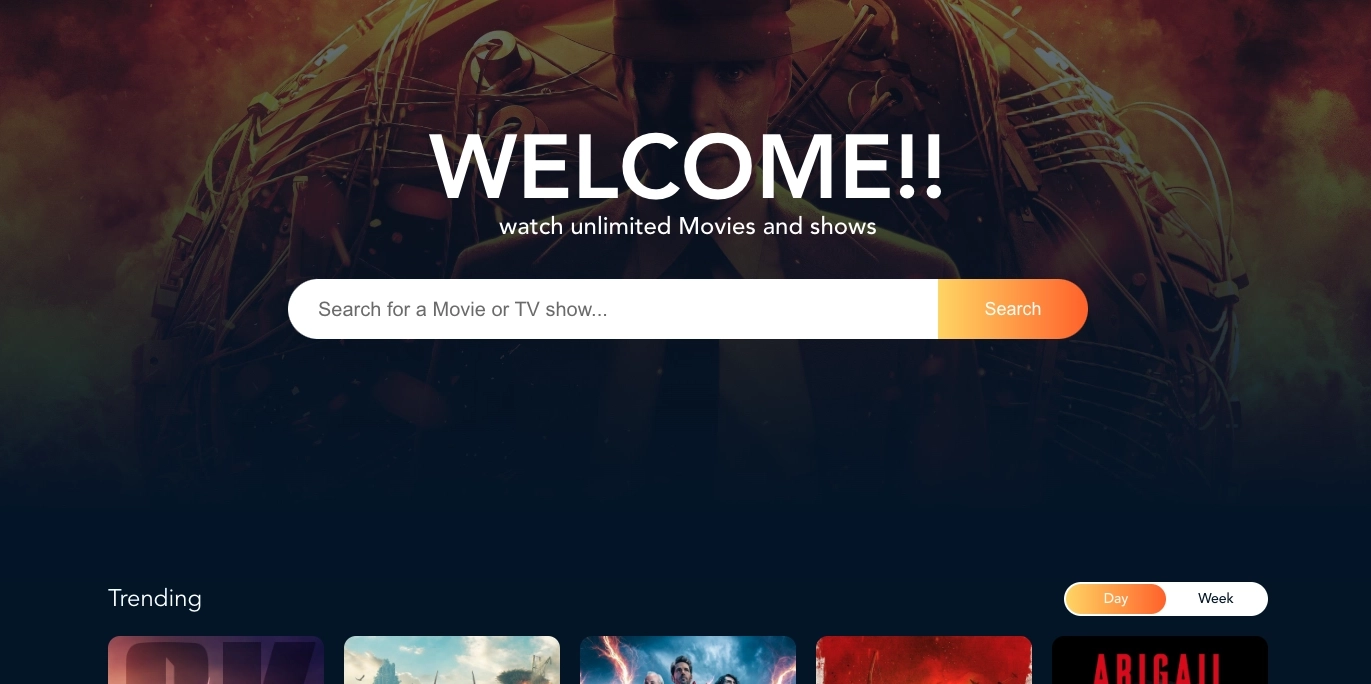 WELCOME!!
watch unlimited Movies and shows
Search for a Movie or TV show...
Search
Trending
Day
Week
ABIGAIL